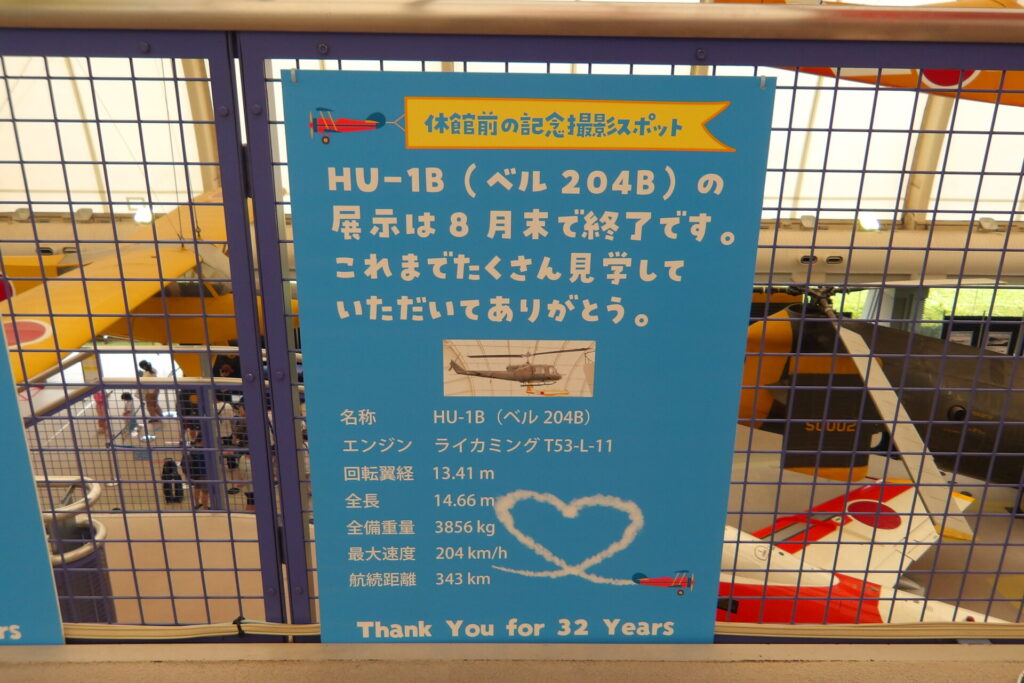 休館前の記念撮影スポット
HU-1B（ベル 204B）の
展示は8月末で終了です。
これまでたくさん見学して
いただいてありがとう。
名称 HU-1B（ベル 204B）
エンジン ライカミング T53-L-11
回転翼経 13.41 m
全長 14.66 m
全備重量 3856 kg
最大速度 204 km/h
航続距離 343 km
Thank You for 32 Years
rs
S0002